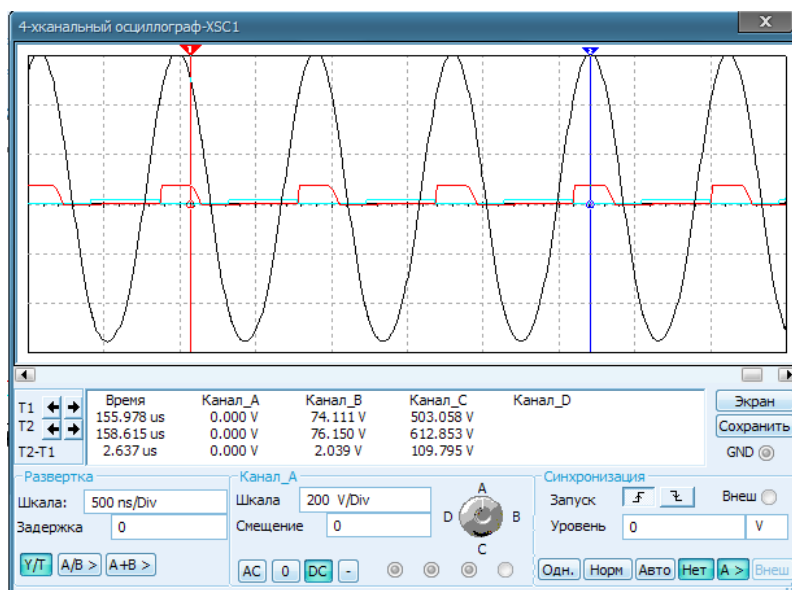 4-хканальный осциллограф-XSC1
X
1
2
Время Канал_A Канал_B Канал_C Канал_D
T1 155.978 us 0.000 V 74.111 V 503.058 V
T2 158.615 us 0.000 V 76.150 V 612.853 V
T2-T1 2.637 us 0.000 V 2.039 V 109.795 V
Экран
Сохранить
GND
Развертка
Шкала: 500 ns/Div
Задержка 0
Y/T A/B > A+B >
Канал_A
Шкала 200 V/Div
Смещение 0
A
D B
C
AC 0 DC -
Синхронизация
Запуск Внеш
Уровень 0 V
Одн. Норм Авто Нет A > Внеш